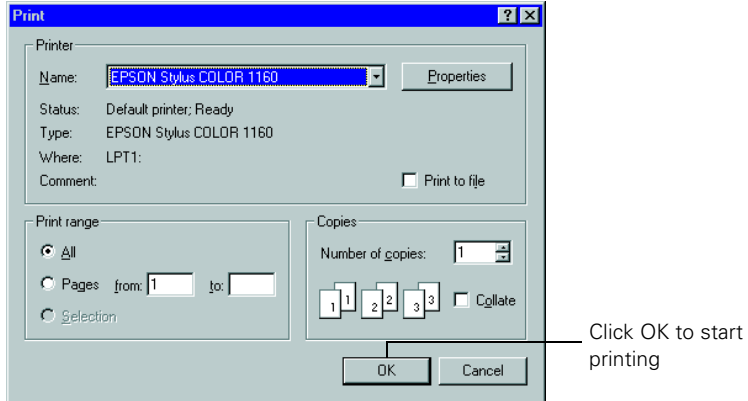 Print
Printer
Name: EPSON Stylus COLOR 1160 Properties
Status: Default printer; Ready
Type: EPSON Stylus COLOR 1160
Where: LPT1:
Comment: Print to file
Print range
All
Pages from: 1 to:
Selection
Copies
Number of copies: 1
1 1 2 2 3 3 Collate
OK Cancel
Click OK to start
printing